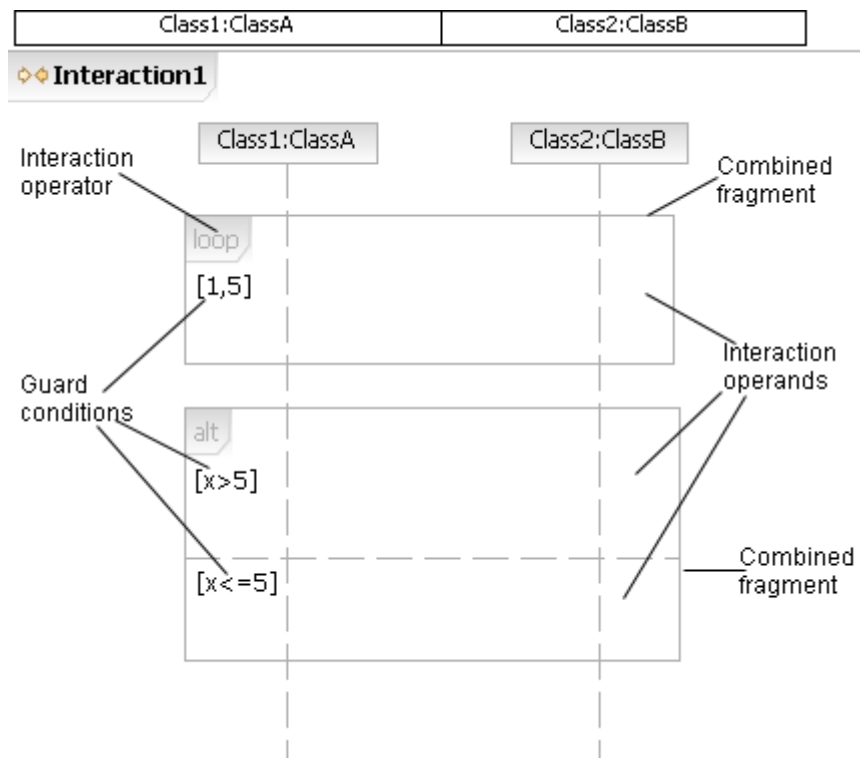 Class1:ClassA
Class2:ClassB
Interaction1
Class1:ClassA
Class2:ClassB
Interaction
operator
Combined
fragment
loop
[1,5]
Interaction
operands
Guard
conditions
alt
[x>5]
Combined
fragment
[x<=5]